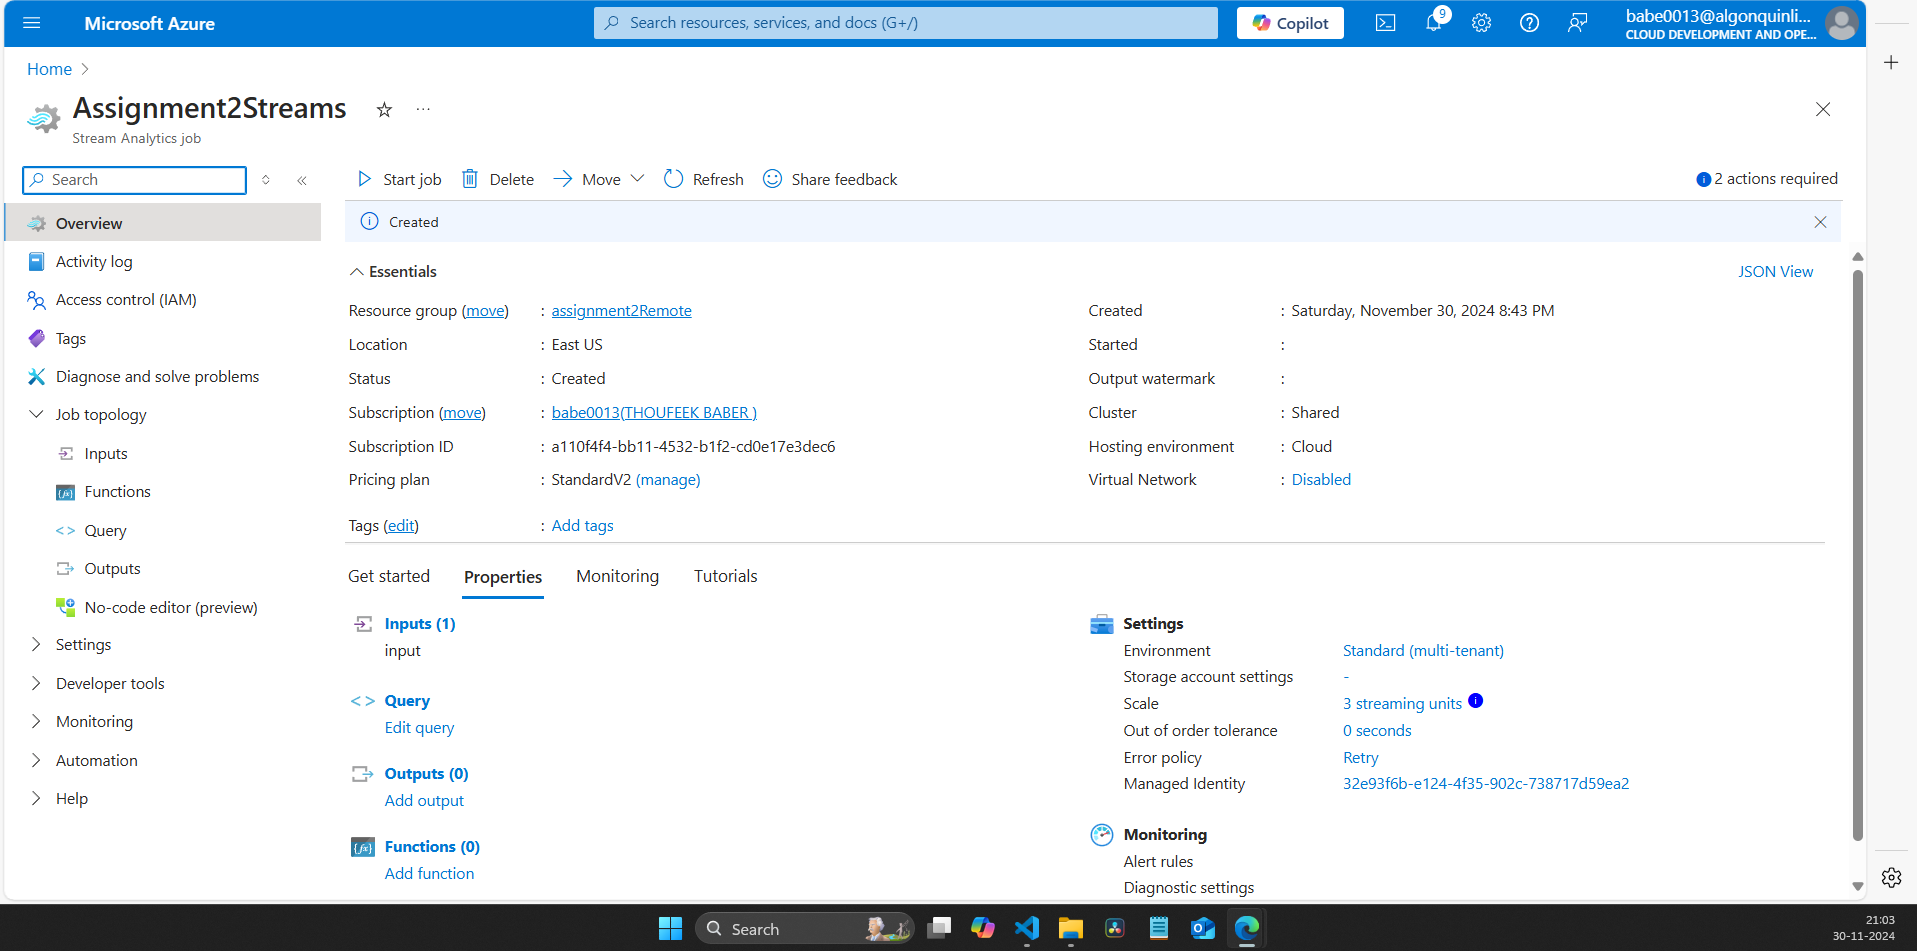 Microsoft Azure
Search resources, services, and docs (G+/)
Copilot
9
babe0013@algonquinli...
CLOUD DEVELOPMENT AND OPE...
Home
Assignment2Streams
Stream Analytics job
Search
Start job
Delete
Move
Refresh
Share feedback
2 actions required
Created
Overview
Activity log
Access control (IAM)
Tags
Diagnose and solve problems
Job topology
Inputs
Functions
Query
Outputs
No-code editor (preview)
Settings
Developer tools
Monitoring
Automation
Help
Essentials
JSON View
Resource group (move) : assignment2Remote
Location : East US
Status : Created
Subscription (move) : babe0013(THOUFEEK BABER )
Subscription ID : a110f4f4-bb11-4532-b1f2-cd0e17e3dec6
Pricing plan : StandardV2 (manage)
Tags (edit) : Add tags
Created : Saturday, November 30, 2024 8:43 PM
Started :
Output watermark :
Cluster : Shared
Hosting environment : Cloud
Virtual Network : Disabled
Get started Properties Monitoring Tutorials
Inputs (1)
input
Query
Edit query
Outputs (0)
Add output
Functions (0)
Add function
Settings
Environment Standard (multi-tenant)
Storage account settings -
Scale 3 streaming units
Out of order tolerance 0 seconds
Error policy Retry
Managed Identity 32e93f6b-e124-4f35-902c-738717d59ea2
Monitoring
Alert rules
Diagnostic settings
Search
21:03
30-11-2024